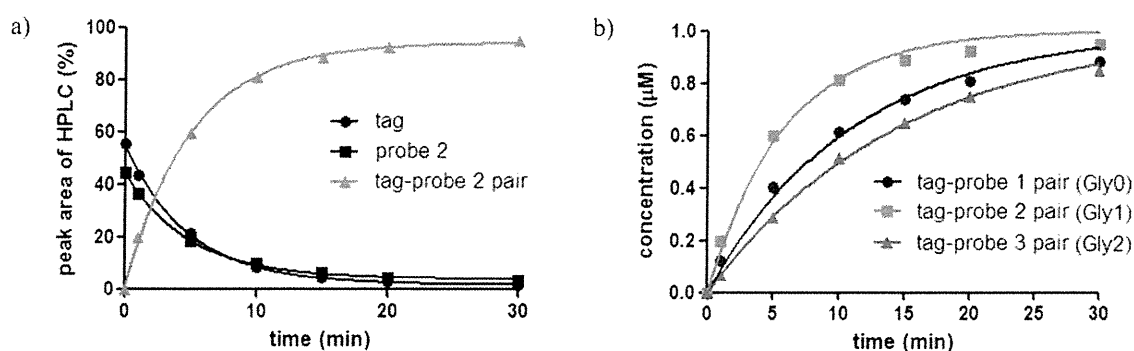 a)
100
80
60
40
20
0
peak area of HPLC (%)
tag
probe 2
tag-probe 2 pair
0 10 20 30
time (min)
b)
1.0
0.8
0.6
0.4
0.2
0.0
concentration (µM)
tag-probe 1 pair (Gly0)
tag-probe 2 pair (Gly1)
tag-probe 3 pair (Gly2)
0 5 10 15 20 25 30
time (min)